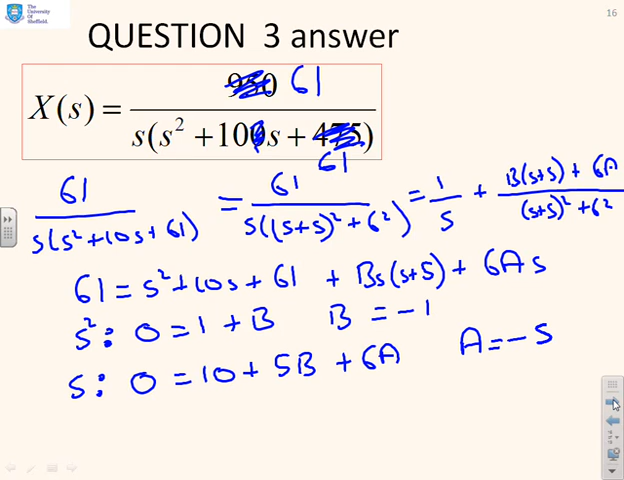 The University Of Sheffield.
16
QUESTION 3 answer
X(s) = 61 / s(s² + 10s + 61)
61 / s(s²+10s+61) = 61 / s((s+5)²+6²) = 1/s + B(s+5) + 6A / (s+5)²+6²
61 = s²+10s+61 + Bs(s+5) + 6As
s²: 0 = 1 + B B = -1
s: 0 = 10 + 5B + 6A A = -5